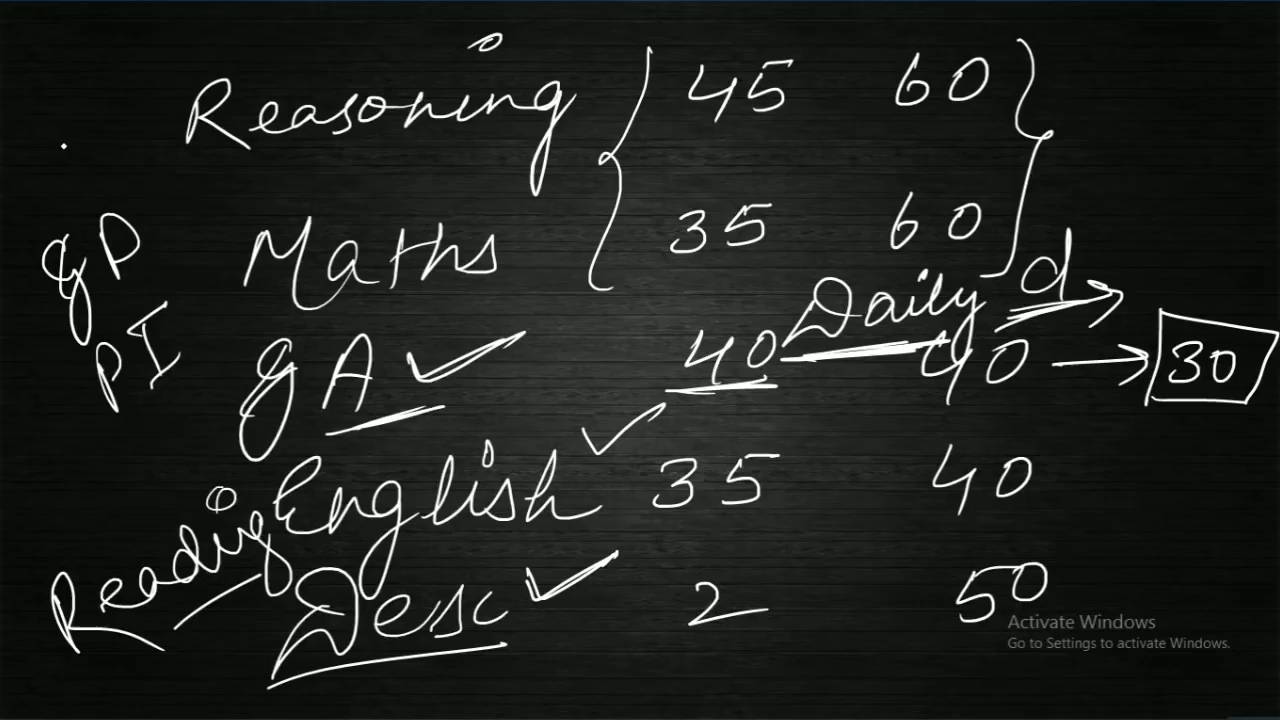 Reasoning 45 60
Maths 35 60
GD
PI
Daily d
GA 40 40 → 30
English 35 40
Reading
Desc 2 50
Activate Windows
Go to Settings to activate Windows.